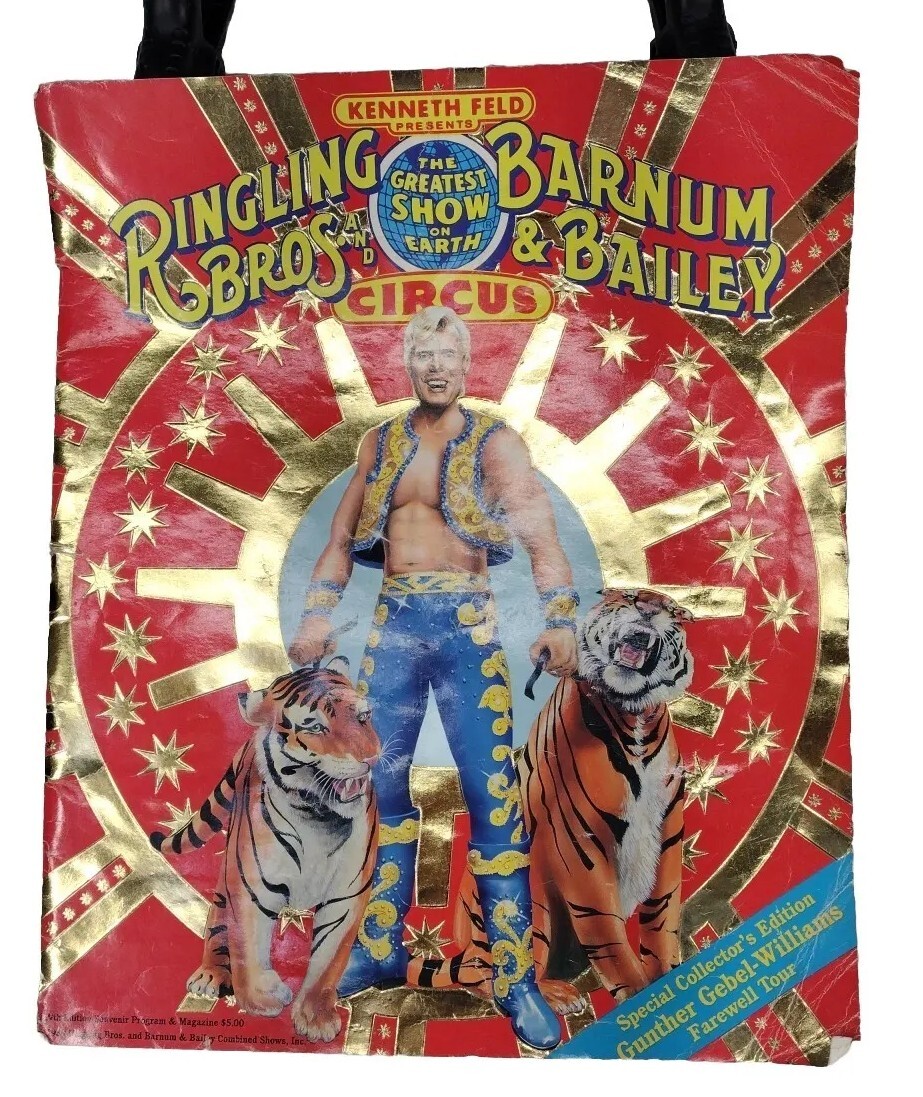 KENNETH FELD
PRESENTS
RINGLING BROS AND BARNUM & BAILEY
THE
GREATEST
SHOW
ON
EARTH
CIRCUS
Special Collector's Edition
Gunther Gebel-Williams
Farewell Tour
Souvenir Program & Magazine $5.00
Bros. and Barnum & Bailey Combined Shows, Inc.